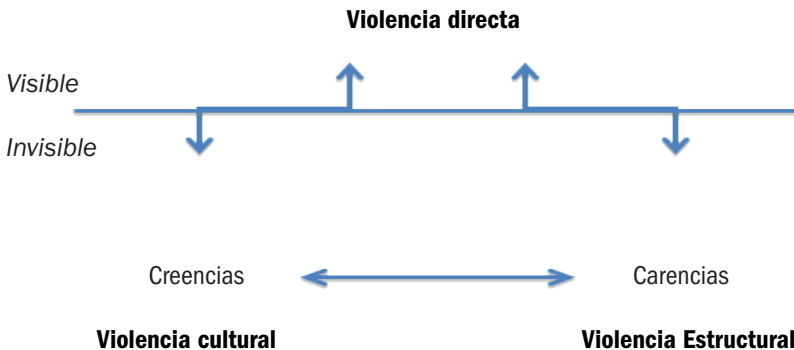 Violencia directa
Visible
Invisible
Creencias
Carencias
Violencia cultural
Violencia Estructural